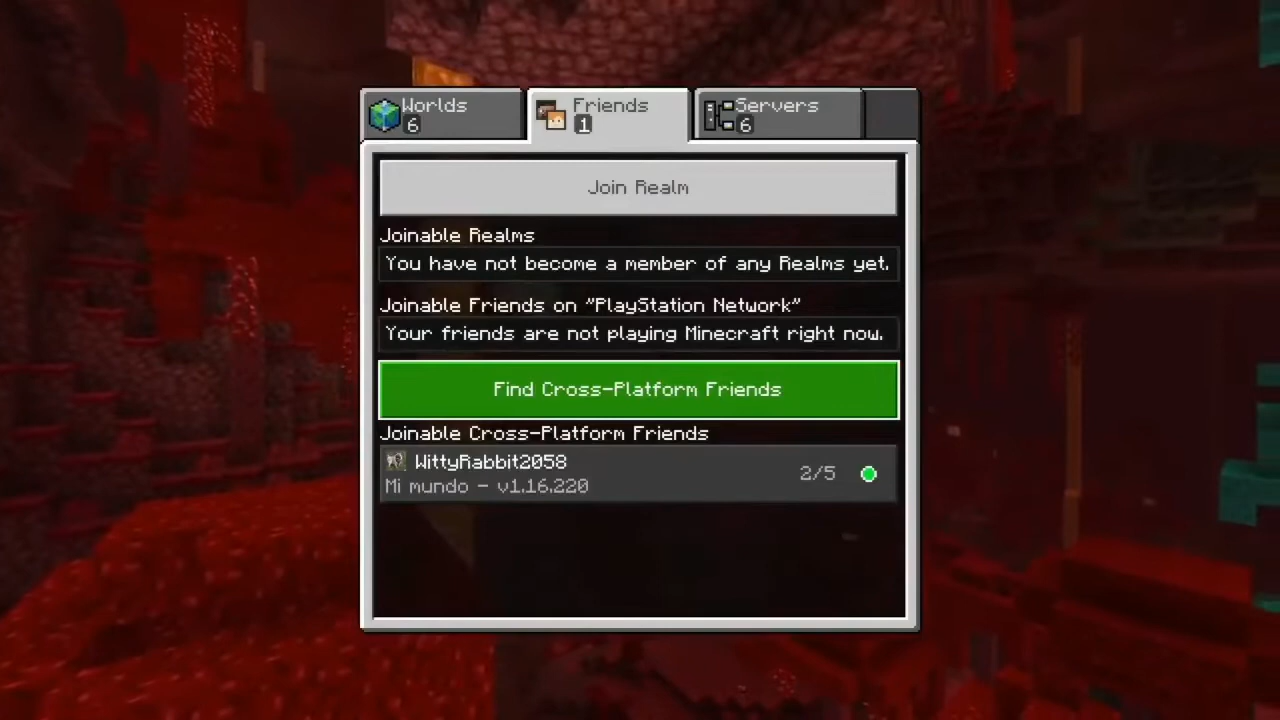 Worlds
6
Friends
1
Servers
6
Join Realm
Joinable Realms
You have not become a member of any Realms yet.
Joinable Friends on "PlayStation Network"
Your friends are not playing Minecraft right now.
Find Cross-Platform Friends
Joinable Cross-Platform Friends
WittyRabbit2058
Mi mundo - v1.16.220
2/5